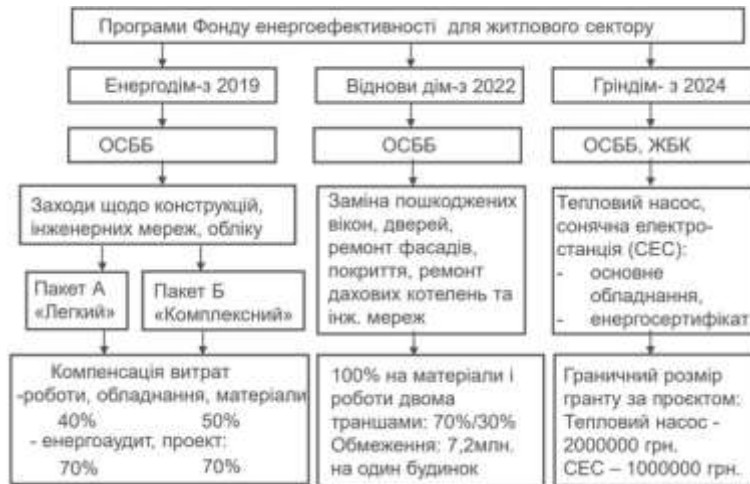 Програми Фонду енергоефективності для житлового сектору
Енергодім-з 2019
ОСББ
Заходи щодо конструкцій,
інженерних мереж, обліку
Пакет А
«Легкий»
Пакет Б
«Комплексний»
Компенсація витрат
-роботи, обладнання, матеріали
40% 50%
- енергоаудит, проект:
70% 70%
Віднови дім-з 2022
ОСББ
Заміна пошкоджених
вікон, дверей,
ремонт фасадів,
покриття, ремонт
дахових котелень та
інж. мереж
100% на матеріали і
роботи двома
траншами: 70%/30%
Обмеження: 7,2млн.
на один будинок
Гріндім- з 2024
ОСББ, ЖБК
Тепловий насос,
сонячна електро-
станція (СЕС):
- основне
обладнання,
- енергосертифікат
Граничний розмір
гранту за проєктом:
Тепловий насос -
2000000 грн.
СЕС – 1000000 грн.